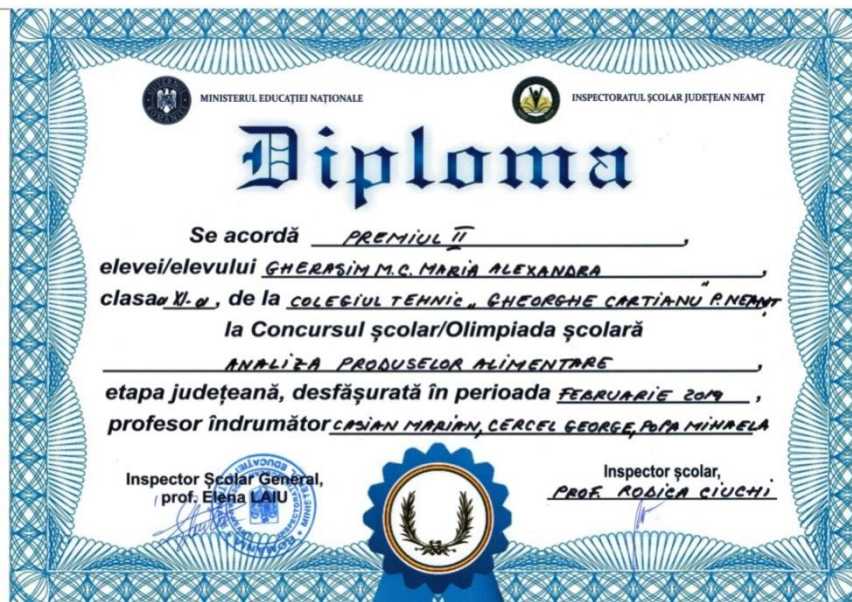 MINISTERUL EDUCAȚIEI NAȚIONALE
INSPECTORATUL ȘCOLAR JUDEȚEAN NEAMȚ
Diploma
Se acordă PREMIUL II,
elevei/elevului GHERASIM M.C. MARIA ALEXANDRA,
clasa a XI-a, de la COLEGIUL TEHNIC „GHEORGHE CARTIANU" P. NEAMȚ
la Concursul școlar/Olimpiada școlară
ANALIZA PRODUSELOR ALIMENTARE,
etapa județeană, desfășurată în perioada FEBRUARIE 2019,
profesor îndrumător CASIAN MARIAN, CERCEL GEORGE, POPA MIHAELA
Inspector Școlar General,
prof. Elena LAIU
Inspector școlar,
PROF. RODICA CIUCHI